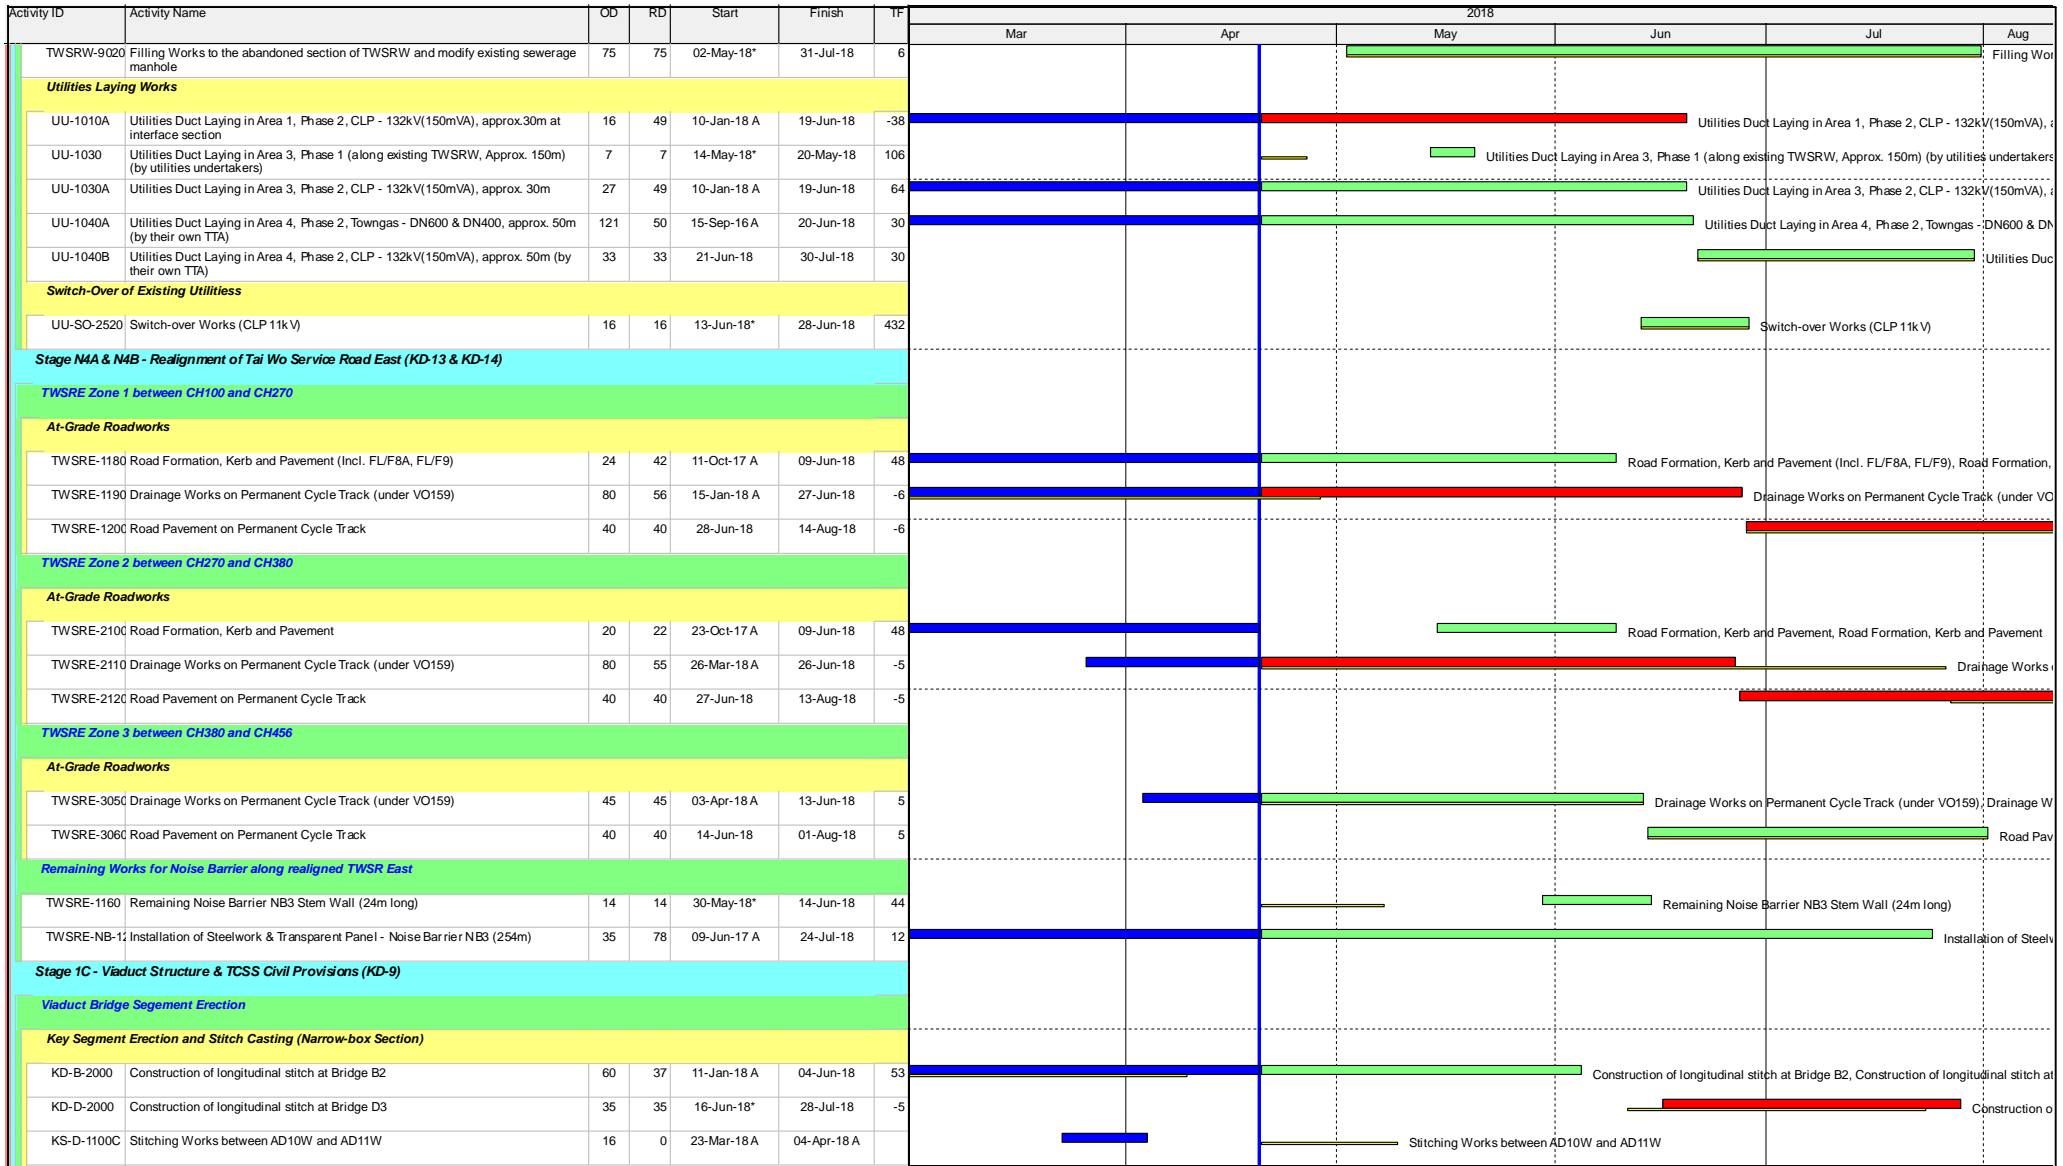 Activity ID Activity Name OD RD Start Finish TF 2018
Mar Apr May Jun Jul Aug
TWSRW-9020 Filling Works to the abandoned section of TWSRW and modify existing sewerage 75 75 02-May-18* 31-Jul-18 6
manhole
Filling Wor
Utilities Laying Works
UU-1010A Utilities Duct Laying in Area 1, Phase 2, CLP - 132kV(150mVA), approx.30m at 16 49 10-Jan-18 A 19-Jun-18 -38
interface section
Utilities Duct Laying in Area 1, Phase 2, CLP - 132kV(150mVA),
UU-1030 Utilities Duct Laying in Area 3, Phase 1 (along existing TWSRW, Approx. 150m) 7 7 14-May-18* 20-May-18 106
(by utilities undertakers)
Utilities Duct Laying in Area 3, Phase 1 (along existing TWSRW, Approx. 150m) (by utilities undertakers
UU-1030A Utilities Duct Laying in Area 3, Phase 2, CLP - 132kV(150mVA), approx. 30m 27 49 10-Jan-18 A 19-Jun-18 64
Utilities Duct Laying in Area 3, Phase 2, CLP - 132kV(150mVA),
UU-1040A Utilities Duct Laying in Area 4, Phase 2, Towngas - DN600 & DN400, approx. 50m 121 50 15-Sep-16 A 20-Jun-18 30
(by their own TTA)
Utilities Duct Laying in Area 4, Phase 2, Towngas - DN600 & DN
UU-1040B Utilities Duct Laying in Area 4, Phase 2, CLP - 132kV(150mVA), approx. 50m (by 33 33 21-Jun-18 30-Jul-18 30
their own TTA)
Utilities Duc
Switch-Over of Existing Utilitiess
UU-SO-2520 Switch-over Works (CLP 11kV) 16 16 13-Jun-18* 28-Jun-18 432
Switch-over Works (CLP 11kV)
Stage N4A & N4B - Realignment of Tai Wo Service Road East (KD-13 & KD-14)
TWSRE Zone 1 between CH100 and CH270
At-Grade Roadworks
TWSRE-1180 Road Formation, Kerb and Pavement (Incl. FL/F8A, FL/F9) 24 42 11-Oct-17 A 09-Jun-18 48
Road Formation, Kerb and Pavement (Incl. FL/F8A, FL/F9), Road Formation,
TWSRE-1190 Drainage Works on Permanent Cycle Track (under VO159) 80 56 15-Jan-18 A 27-Jun-18 -6
Drainage Works on Permanent Cycle Track (under VO
TWSRE-1200 Road Pavement on Permanent Cycle Track 40 40 28-Jun-18 14-Aug-18 -6
TWSRE Zone 2 between CH270 and CH380
At-Grade Roadworks
TWSRE-2100 Road Formation, Kerb and Pavement 20 22 23-Oct-17 A 09-Jun-18 48
Road Formation, Kerb and Pavement, Road Formation, Kerb and Pavement
TWSRE-2110 Drainage Works on Permanent Cycle Track (under VO159) 80 55 26-Mar-18 A 26-Jun-18 -5
Drainage Works
TWSRE-2120 Road Pavement on Permanent Cycle Track 40 40 27-Jun-18 13-Aug-18 -5
TWSRE Zone 3 between CH380 and CH456
At-Grade Roadworks
TWSRE-3050 Drainage Works on Permanent Cycle Track (under VO159) 45 45 03-Apr-18 A 13-Jun-18 5
Drainage Works on Permanent Cycle Track (under VO159), Drainage W
TWSRE-3060 Road Pavement on Permanent Cycle Track 40 40 14-Jun-18 01-Aug-18 5
Road Pav
Remaining Works for Noise Barrier along realigned TWSR East
TWSRE-1160 Remaining Noise Barrier NB3 Stem Wall (24m long) 14 14 30-May-18* 14-Jun-18 44
Remaining Noise Barrier NB3 Stem Wall (24m long)
TWSRE-NB-12 Installation of Steelwork & Transparent Panel - Noise Barrier NB3 (254m) 35 78 09-Jun-17 A 24-Jul-18 12
Installation of Steelw
Stage 1C - Viaduct Structure & TCSS Civil Provisions (KD-9)
Viaduct Bridge Segement Erection
Key Segment Erection and Stitch Casting (Narrow-box Section)
KD-B-2000 Construction of longitudinal stitch at Bridge B2 60 37 11-Jan-18 A 04-Jun-18 53
Construction of longitudinal stitch at Bridge B2, Construction of longitudinal stitch at
KD-D-2000 Construction of longitudinal stitch at Bridge D3 35 35 16-Jun-18* 28-Jul-18 -5
Construction o
KS-D-1100C Stitching Works between AD10W and AD11W 16 0 23-Mar-18 A 04-Apr-18 A
Stitching Works between AD10W and AD11W